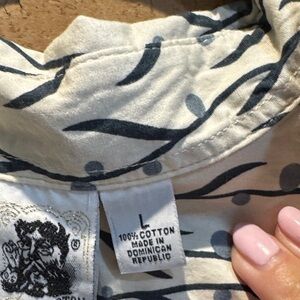 L
100% COTTON
MADE IN
DOMINICAN
REPUBLIC
®